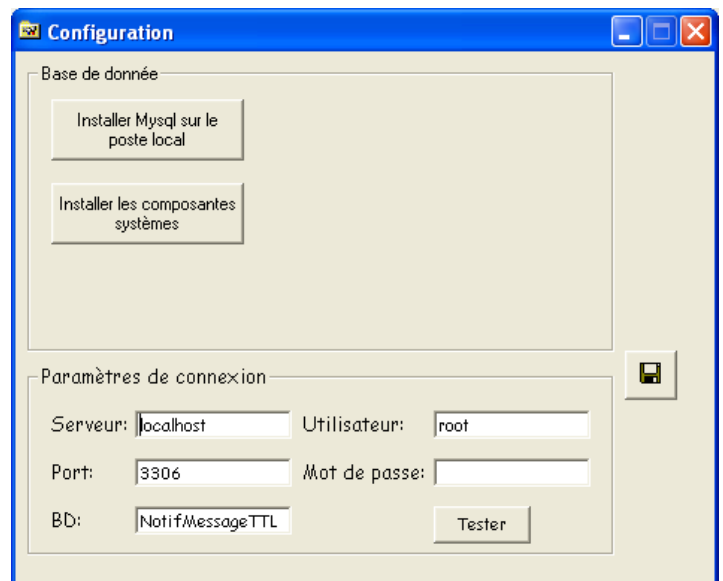 Configuration
Base de donnée
Installer Mysql sur le
poste local
Installer les composantes
systèmes
Paramètres de connexion
Serveur: localhost Utilisateur: root
Port: 3306 Mot de passe:
BD: NotifMessageTTL Tester